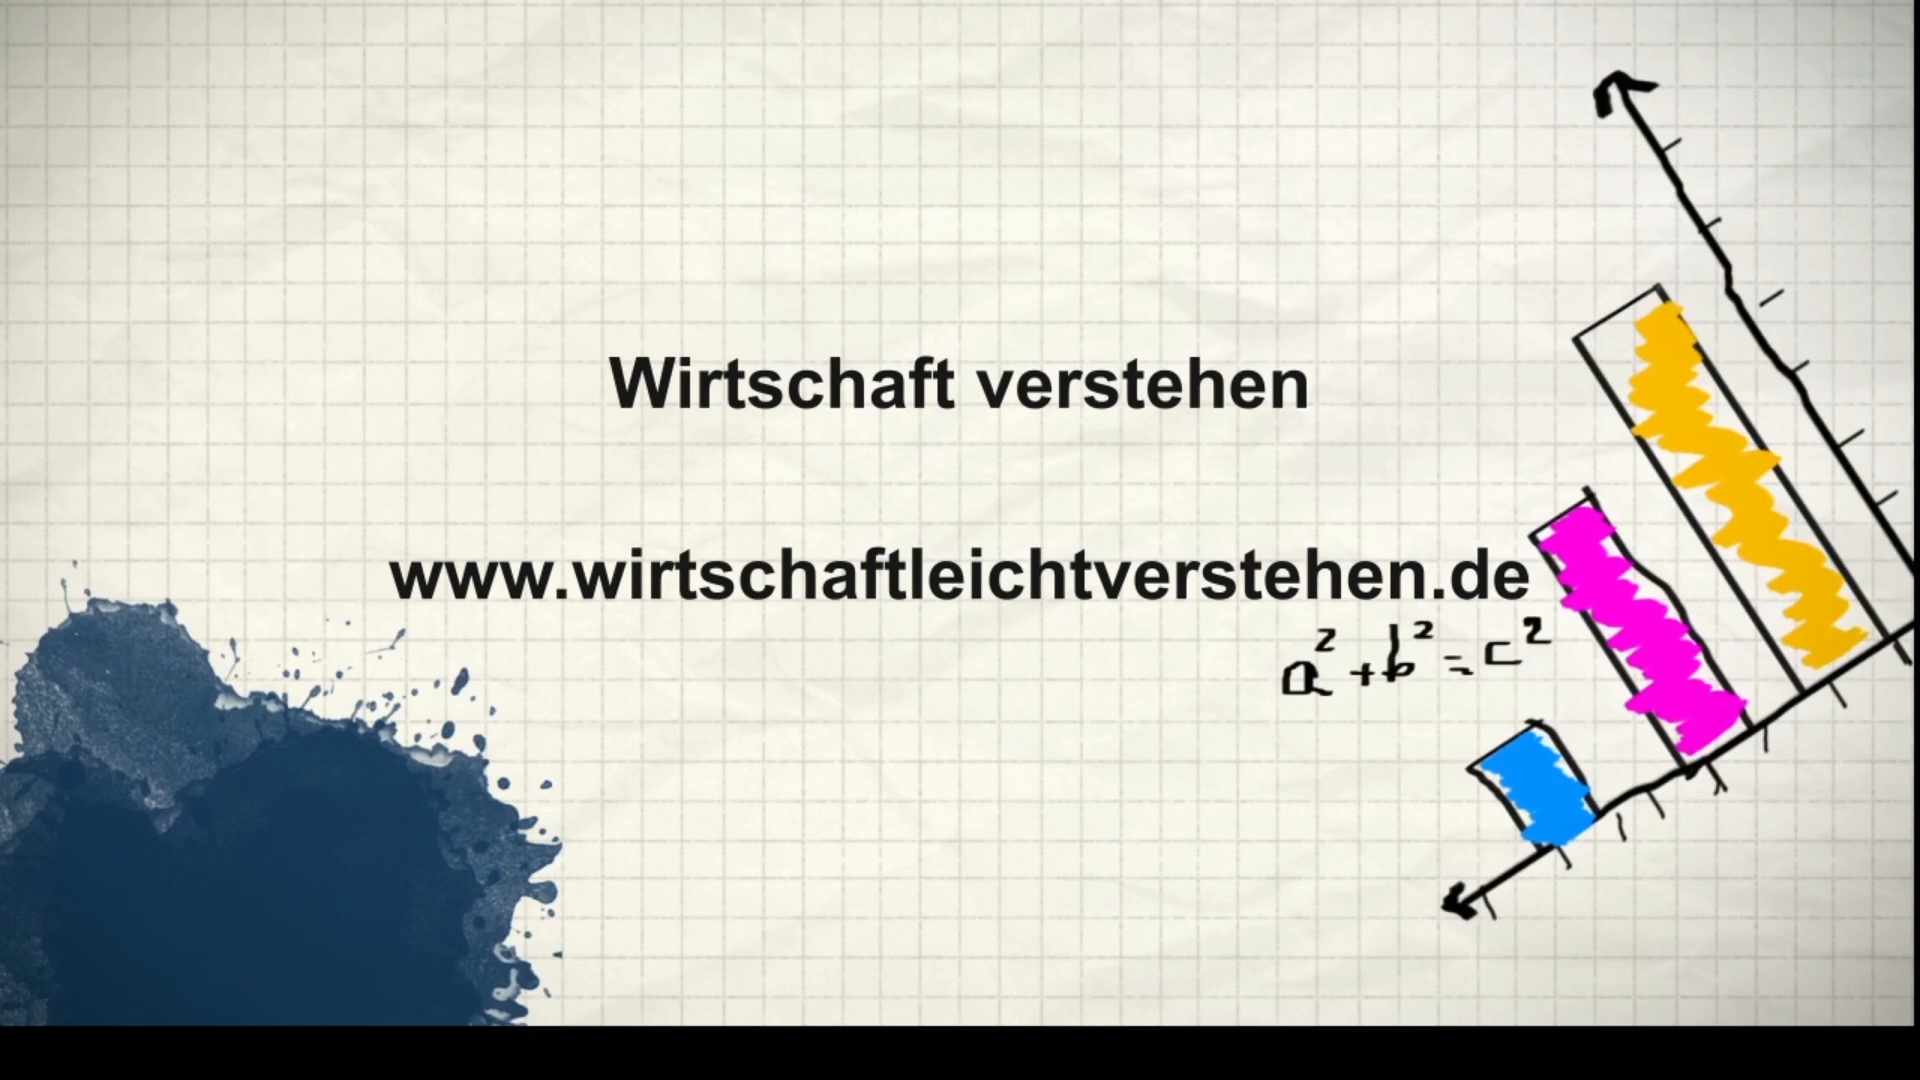 Wirtschaft verstehen
www.wirtschaftleichtverstehen.de
a² + b² = c²